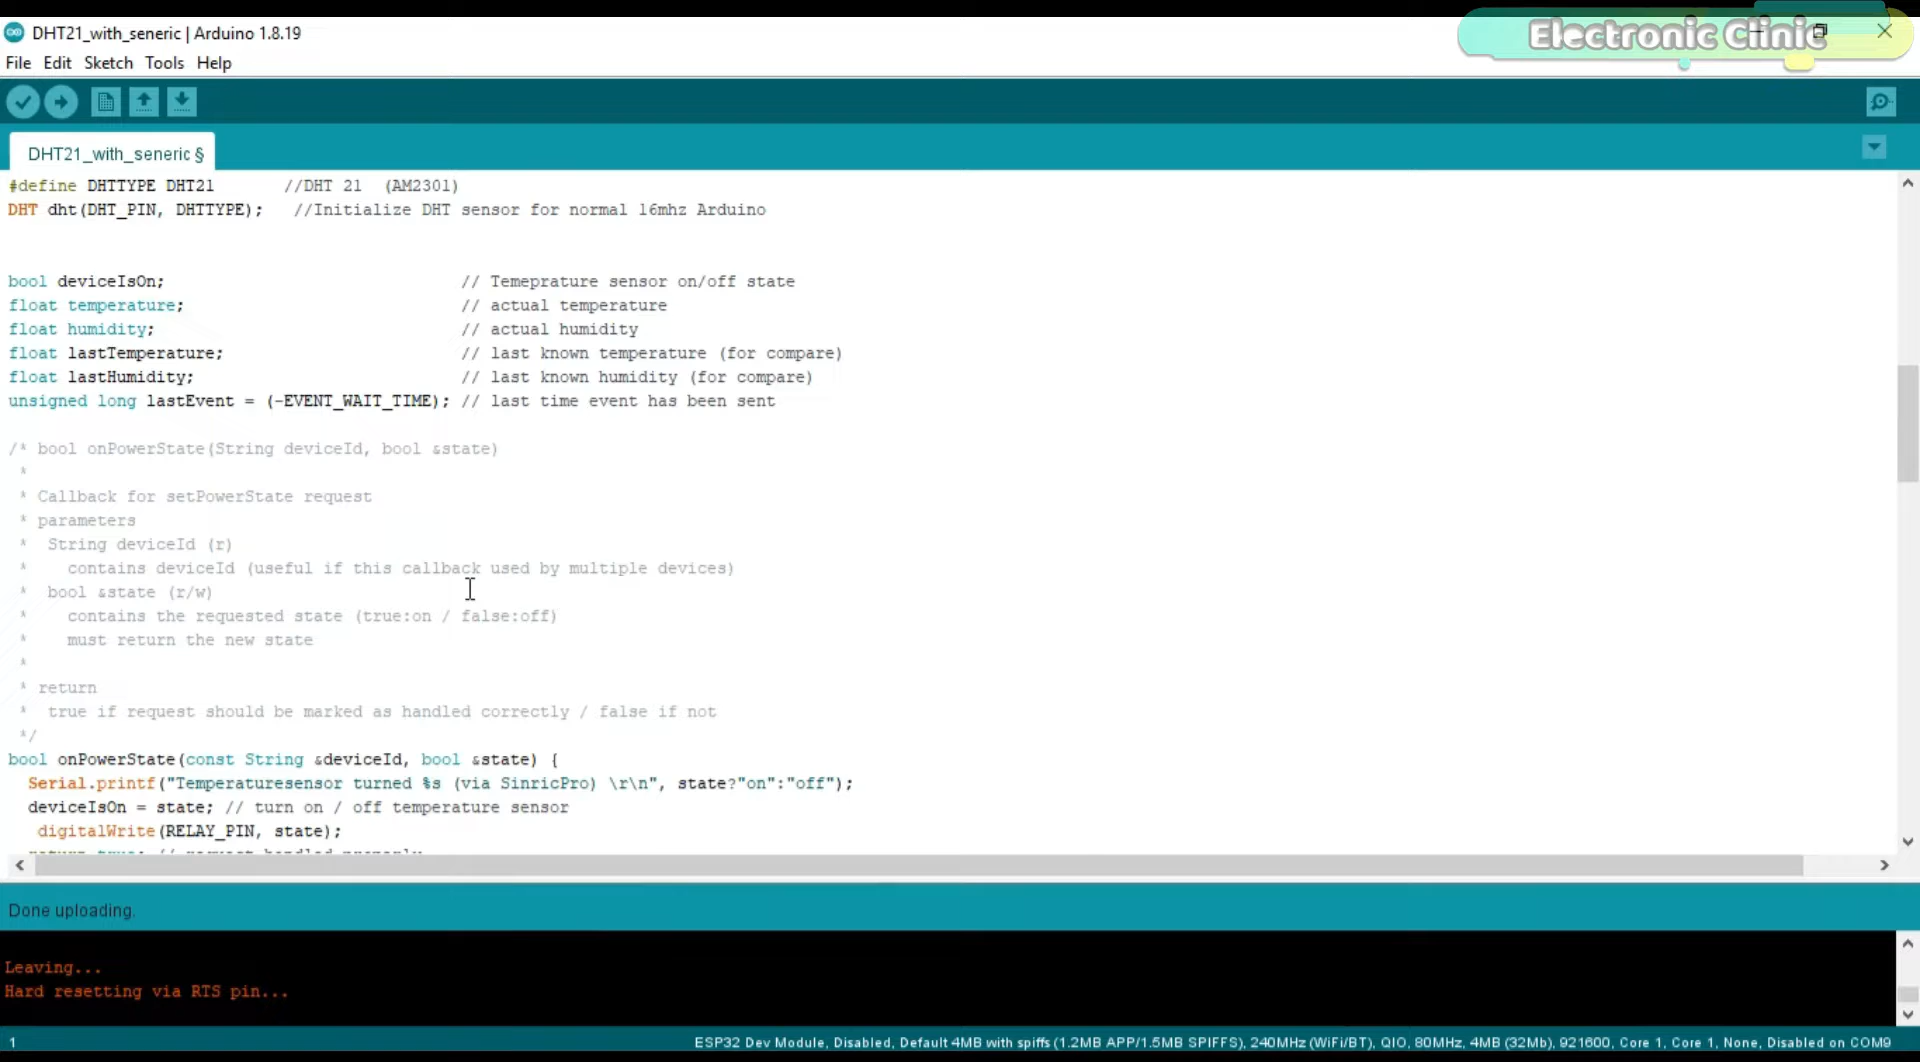 DHT21_with_seneric | Arduino 1.8.19
Electronic Clinic
File Edit Sketch Tools Help
DHT21_with_seneric §
#define DHTTYPE DHT21 //DHT 21 (AM2301)
DHT dht(DHT_PIN, DHTTYPE); //Initialize DHT sensor for normal 16mhz Arduino
bool deviceIsOn; // Temeprature sensor on/off state
float temperature; // actual temperature
float humidity; // actual humidity
float lastTemperature; // last known temperature (for compare)
float lastHumidity; // last known humidity (for compare)
unsigned long lastEvent = (-EVENT_WAIT_TIME); // last time event has been sent
/* bool onPowerState(String deviceId, bool &state)
*
* Callback for setPowerState request
* parameters
* String deviceId (r)
* contains deviceId (useful if this callback used by multiple devices)
* bool &state (r/w)
* contains the requested state (true:on / false:off)
* must return the new state
*
* return
* true if request should be marked as handled correctly / false if not
*/
bool onPowerState(const String &deviceId, bool &state) {
Serial.printf("Temperaturesensor turned %s (via SinricPro) \r\n", state?"on":"off");
deviceIsOn = state; // turn on / off temperature sensor
digitalWrite(RELAY_PIN, state);
return true; // request handled properly
Done uploading.
Leaving...
Hard resetting via RTS pin...
1
ESP32 Dev Module, Disabled, Default 4MB with spiffs (1.2MB APP/1.5MB SPIFFS), 240MHz (WiFi/BT), QIO, 80MHz, 4MB (32Mb), 921600, Core 1, Core 1, None, Disabled on COM9